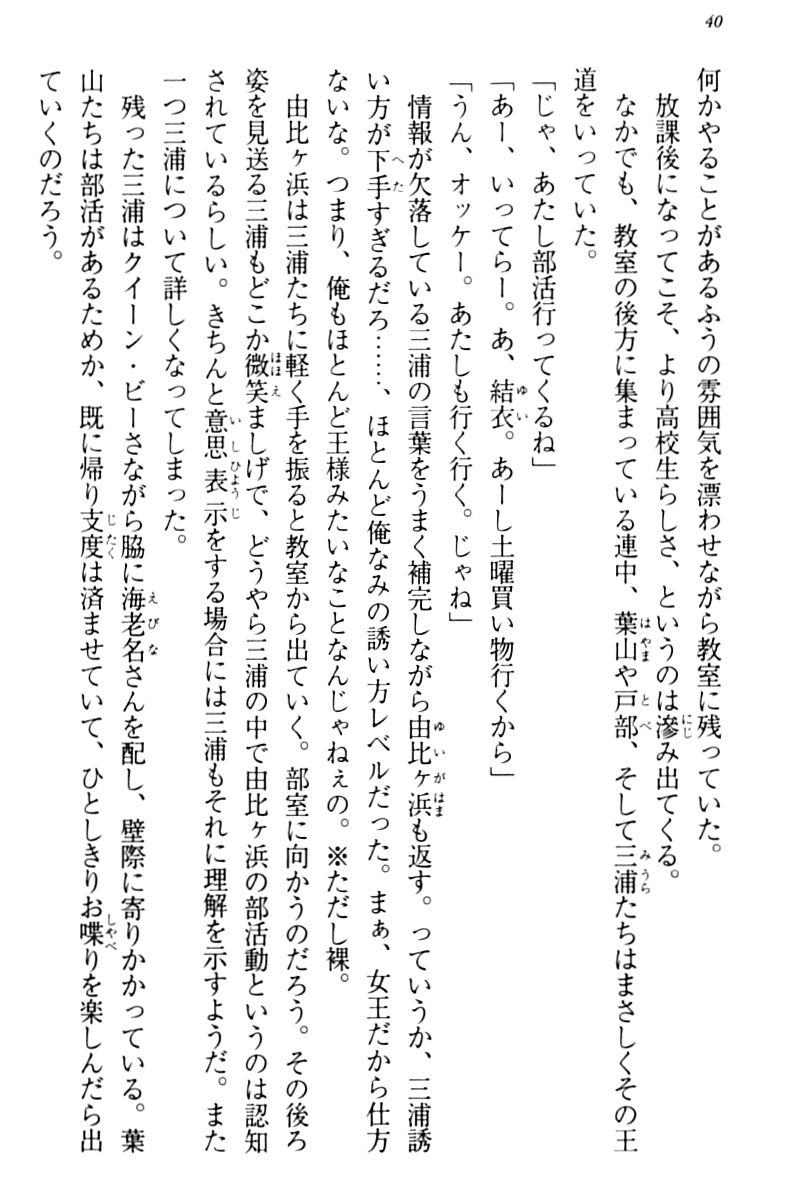 40
何かやることがあるふうの雰囲気を漂わせながら教室に残っていた。
　放課後になってこそ、より高校生らしさ、というのは滲み出てくる。
　なかでも、教室の後方に集まっている連中、葉山や戸部、そして三浦たちはまさしくその王
道をいっていた。
「じゃ、あたし部活行ってくるね」
「あー、いってらー。あ、結衣。あーし土曜買い物行くから」
「うん、オッケー。あたしも行く行く。じゃね」
　情報が欠落している三浦の言葉をうまく補完しながら由比ヶ浜も返す。っていうか、三浦誘
い方が下手すぎるだろ……、ほとんど俺なみの誘い方レベルだった。まぁ、女王だから仕方
ないな。つまり、俺もほとんど王様みたいなことなんじゃねぇの。※ただし裸。
　由比ヶ浜は三浦たちに軽く手を振ると教室から出ていく。部室に向かうのだろう。その後ろ
姿を見送る三浦もどこか微笑ましげで、どうやら三浦の中で由比ヶ浜の部活動というのは認知
されているらしい。きちんと意思表示をする場合には三浦もそれに理解を示すようだ。また
一つ三浦について詳しくなってしまった。
　残った三浦はクイーン・ビーさながら脇に海老名さんを配し、壁際に寄りかかっている。葉
山たちは部活があるためか、既に帰り支度は済ませていて、ひとしきりお喋りを楽しんだら出
ていくのだろう。